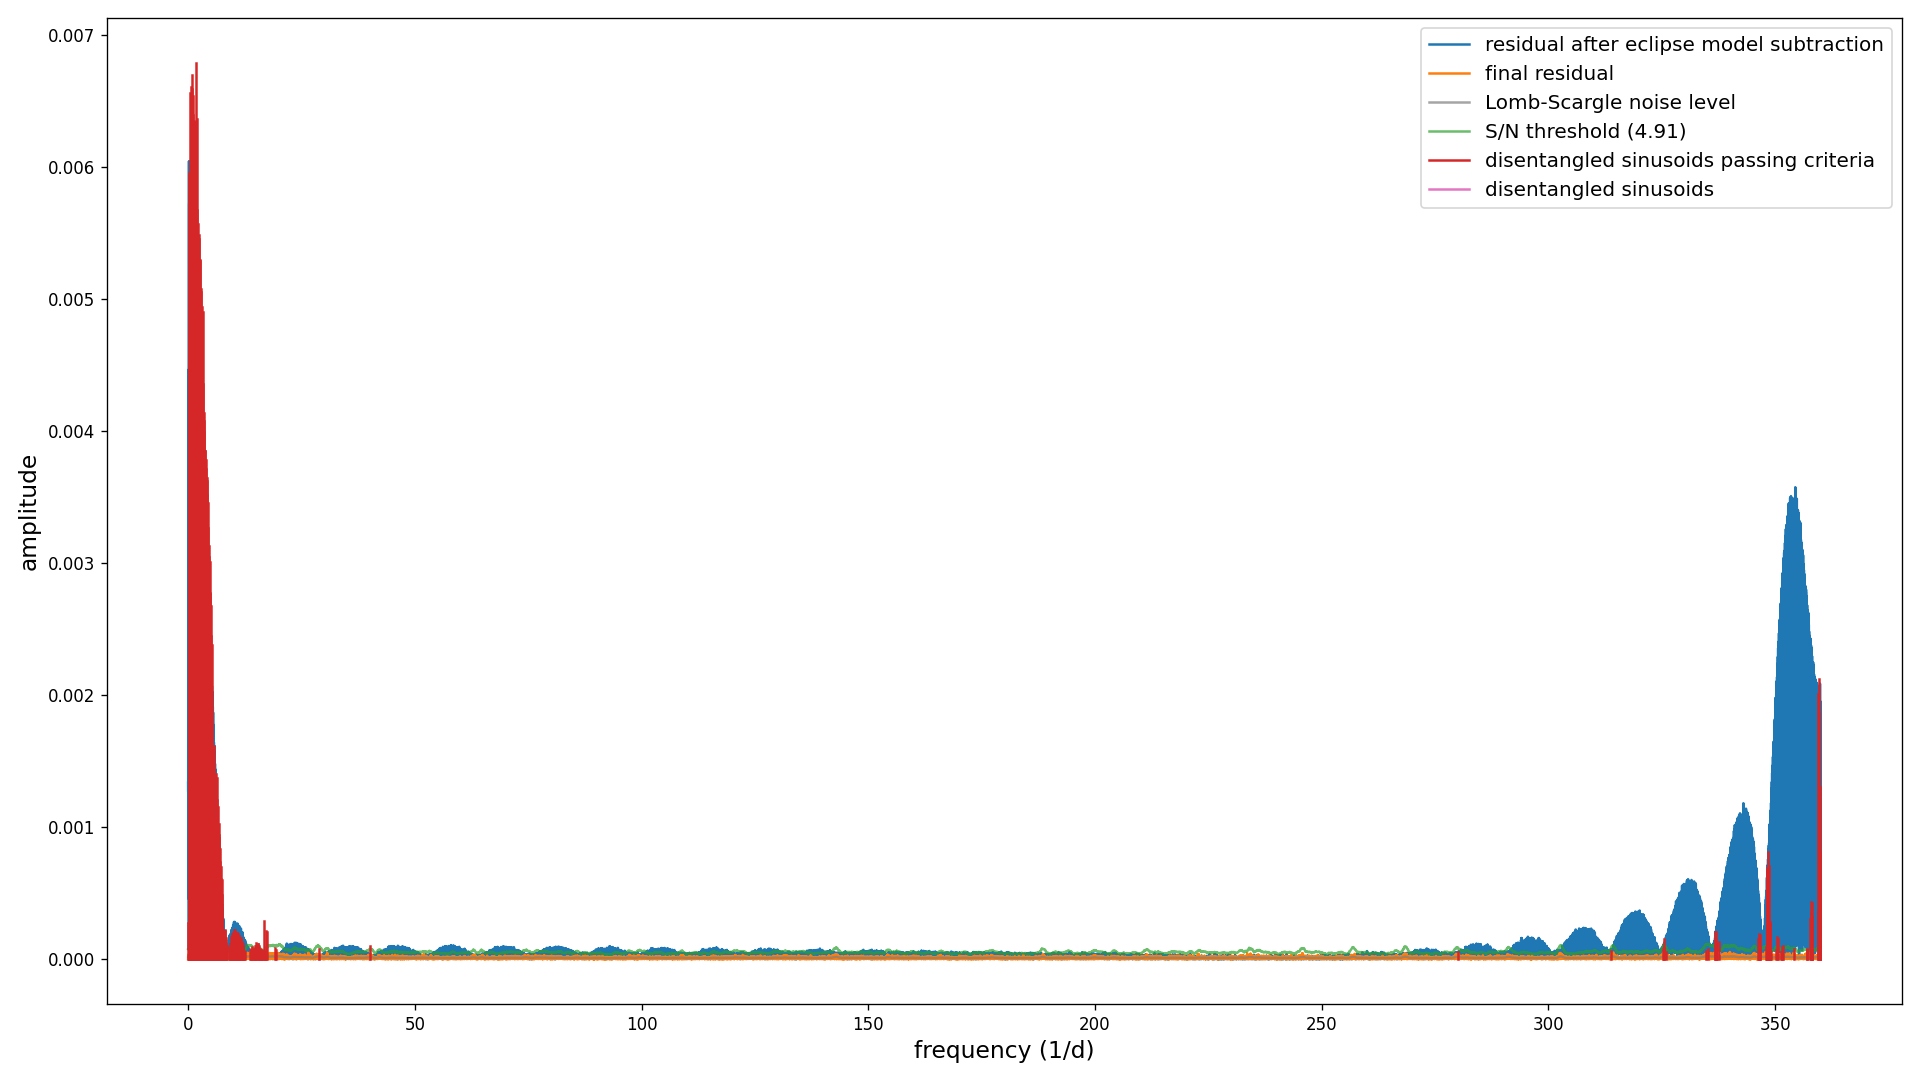 0.007
0.006
0.005
0.004
0.003
0.002
0.001
0.000
amplitude
0 50 100 150 200 250 300 350
frequency (1/d)
residual after eclipse model subtraction
final residual
Lomb-Scargle noise level
S/N threshold (4.91)
disentangled sinusoids passing criteria
disentangled sinusoids